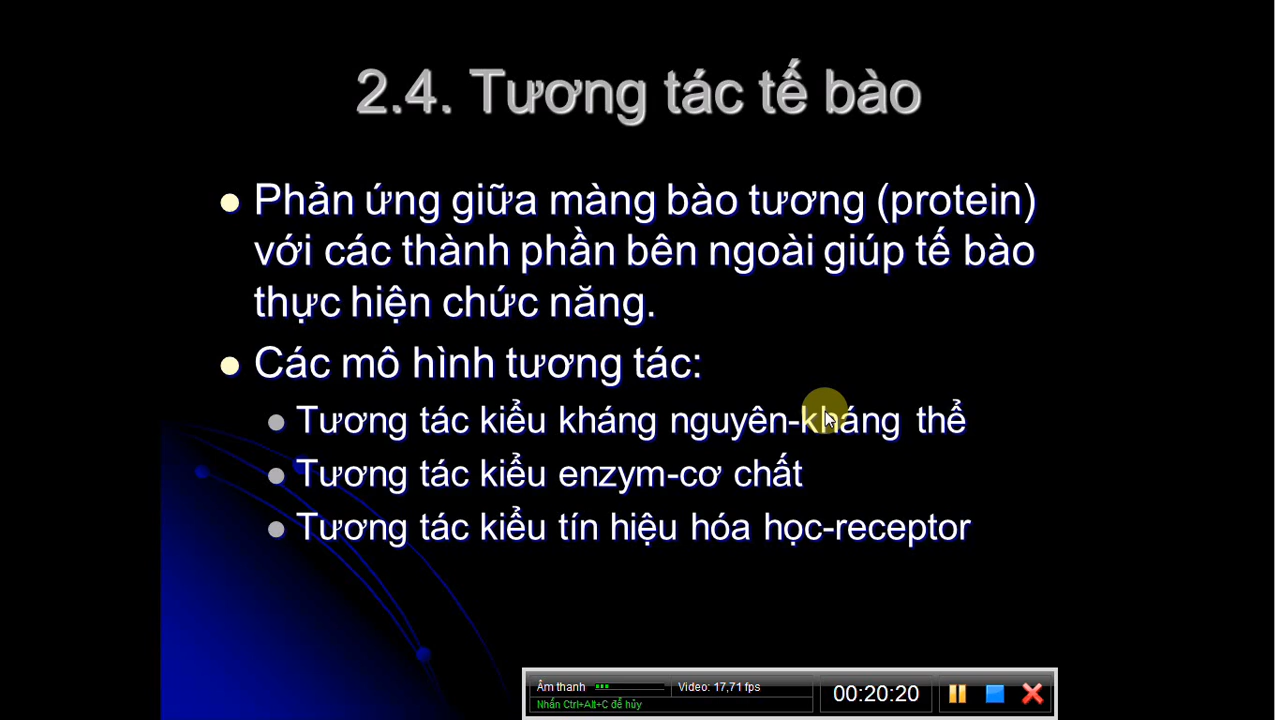 2.4. Tương tác tế bào
Phản ứng giữa màng bào tương (protein)
với các thành phần bên ngoài giúp tế bào
thực hiện chức năng.
Các mô hình tương tác:
Tương tác kiểu kháng nguyên-kháng thể
Tương tác kiểu enzym-cơ chất
Tương tác kiểu tín hiệu hóa học-receptor
Âm thanh
Video: 17,71 fps
00:20:20
Nhấn Ctrl+Alt+C để hủy